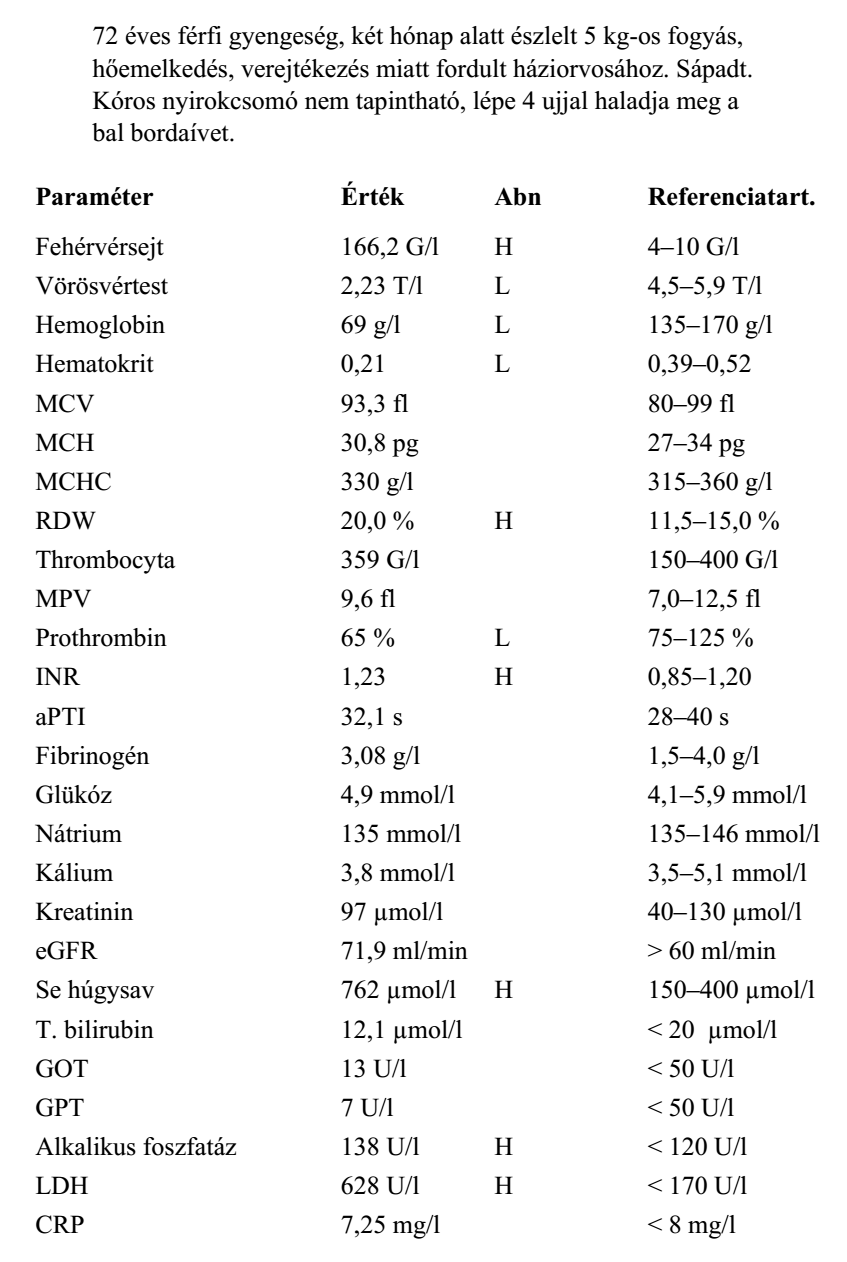 72 éves férfi gyengeség, két hónap alatt észlelt 5 kg-os fogyás,
hőemelkedés, verejtékezés miatt fordult háziorvosához. Sápadt.
Kóros nyirokcsomó nem tapintható, lépe 4 ujjal haladja meg a
bal bordaívet.
Paraméter Érték Abn Referenciatart.
Fehérvérsejt 166,2 G/l H 4–10 G/l
Vörösvértest 2,23 T/l L 4,5–5,9 T/l
Hemoglobin 69 g/l L 135–170 g/l
Hematokrit 0,21 L 0,39–0,52
MCV 93,3 fl 80–99 fl
MCH 30,8 pg 27–34 pg
MCHC 330 g/l 315–360 g/l
RDW 20,0 % H 11,5–15,0 %
Thrombocyta 359 G/l 150–400 G/l
MPV 9,6 fl 7,0–12,5 fl
Prothrombin 65 % L 75–125 %
INR 1,23 H 0,85–1,20
aPTI 32,1 s 28–40 s
Fibrinogén 3,08 g/l 1,5–4,0 g/l
Glükóz 4,9 mmol/l 4,1–5,9 mmol/l
Nátrium 135 mmol/l 135–146 mmol/l
Kálium 3,8 mmol/l 3,5–5,1 mmol/l
Kreatinin 97 µmol/l 40–130 µmol/l
eGFR 71,9 ml/min > 60 ml/min
Se húgysav 762 µmol/l H 150–400 µmol/l
T. bilirubin 12,1 µmol/l < 20 µmol/l
GOT 13 U/l < 50 U/l
GPT 7 U/l < 50 U/l
Alkalikus foszfatáz 138 U/l H < 120 U/l
LDH 628 U/l H < 170 U/l
CRP 7,25 mg/l < 8 mg/l